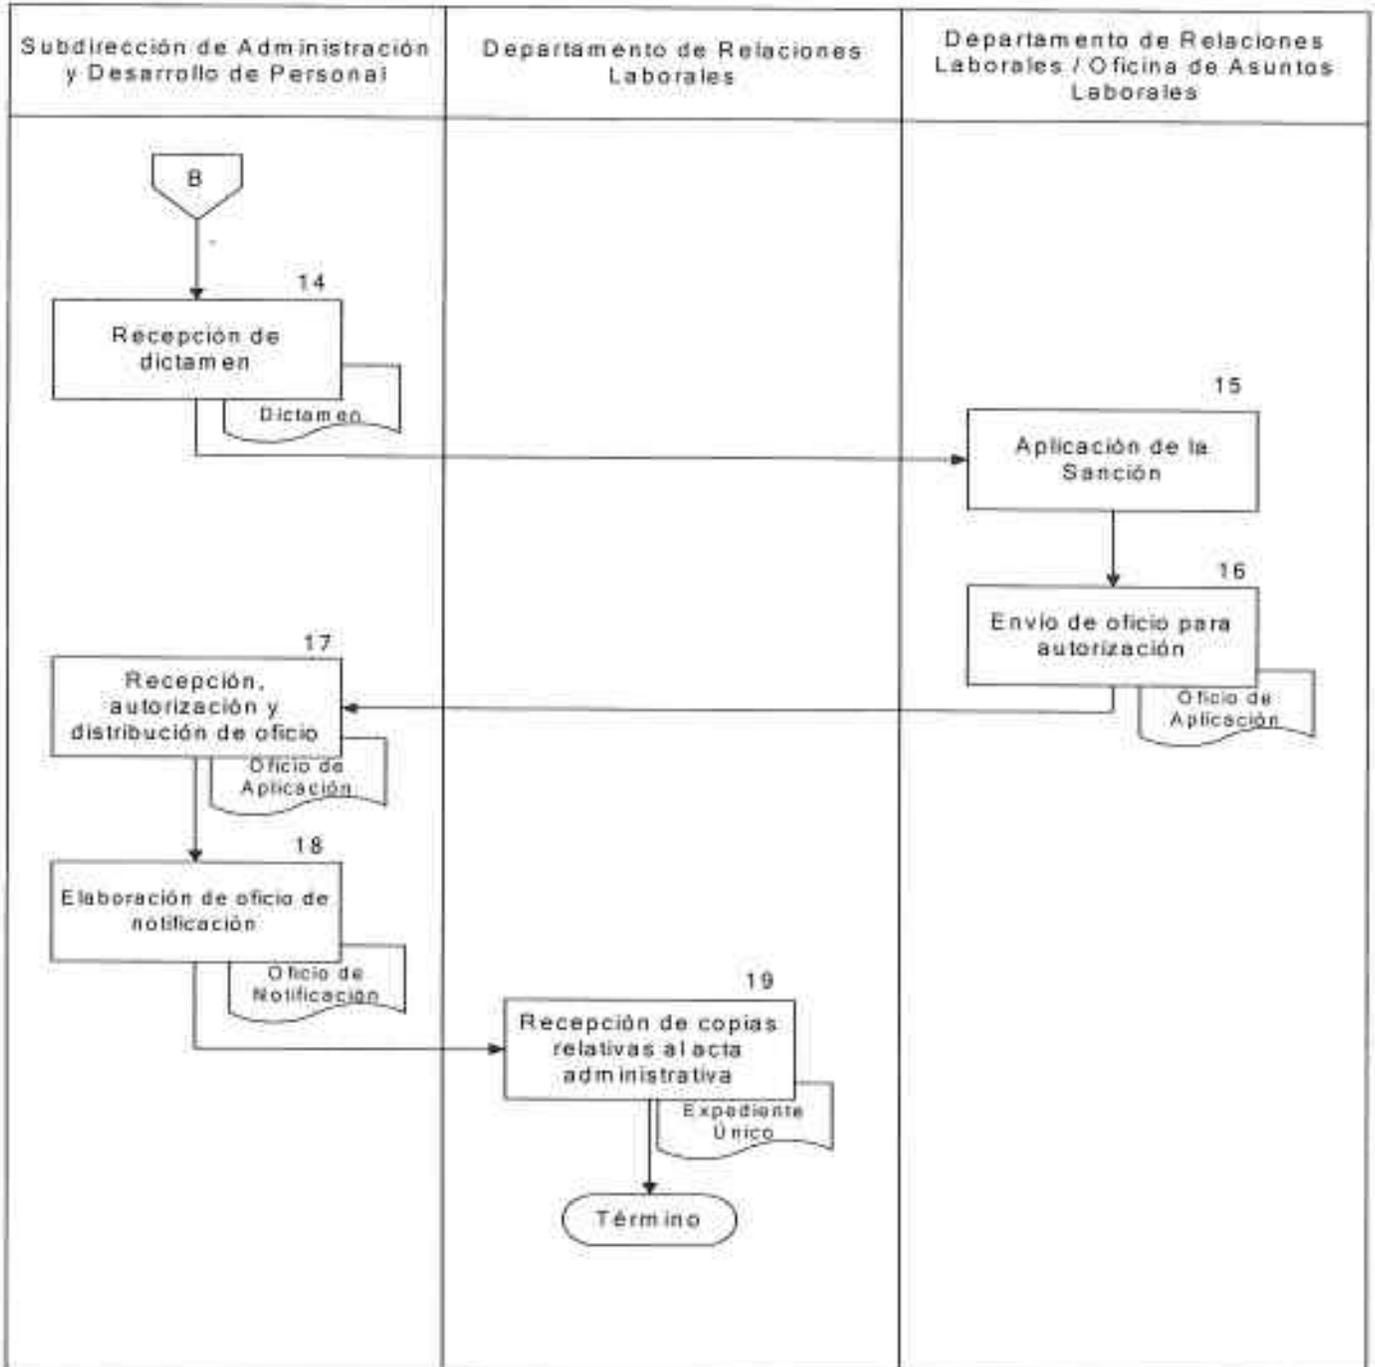 Subdirección de Administración
y Desarrollo de Personal
Departamento de Relaciones
Laborales
Departamento de Relaciones
Laborales / Oficina de Asuntos
Laborales
B
14
Recepción de
dictamen
Dictamen
15
Aplicación de la
Sanción
16
Envío de oficio para
autorización
Oficio de
Aplicación
17
Recepción,
autorización y
distribución de oficio
Oficio de
Aplicación
18
Elaboración de oficio de
notificación
Oficio de
Notificación
19
Recepción de copias
relativas al acta
administrativa
Expediente
Único
Término